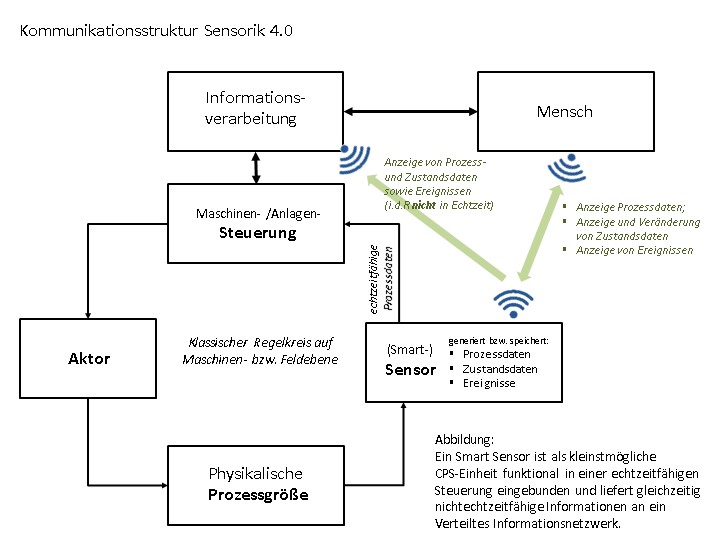 Kommunikationsstruktur Sensorik 4.0
Informations-
verarbeitung
Mensch
Anzeige von Prozess-
und Zustandsdaten
sowie Ereignissen
(i.d.R nicht in Echtzeit)
▪ Anzeige Prozessdaten;
▪ Anzeige und Veränderung
von Zustandsdaten
▪ Anzeige von Ereignissen
Maschinen- /Anlagen-
Steuerung
echtzeitfähige
Prozessdaten
Aktor
Klassischer Regelkreis auf
Maschinen- bzw. Feldebene
(Smart-)
Sensor
generiert bzw. speichert:
▪ Prozessdaten
▪ Zustandsdaten
▪ Ereignisse
Physikalische
Prozessgröße
Abbildung:
Ein Smart Sensor ist als kleinstmögliche
CPS-Einheit funktional in einer echtzeitfähigen
Steuerung eingebunden und liefert gleichzeitig
nichtechtzeitfähige Informationen an ein
Verteiltes Informationsnetzwerk.